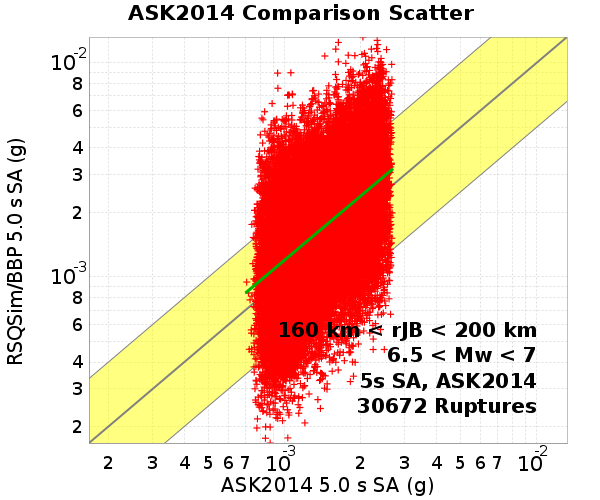 ASK2014 Comparison Scatter
RSQSim/BBP 5.0 s SA (g)
10-2
8
6
4
3
2
10-3
8
6
4
3
2
160 km < rJB < 200 km
6.5 < Mw < 7
5s SA, ASK2014
30672 Ruptures
2 3 4 5 6 7 10-3 2 3 4 5 6 7 10-2
ASK2014 5.0 s SA (g)